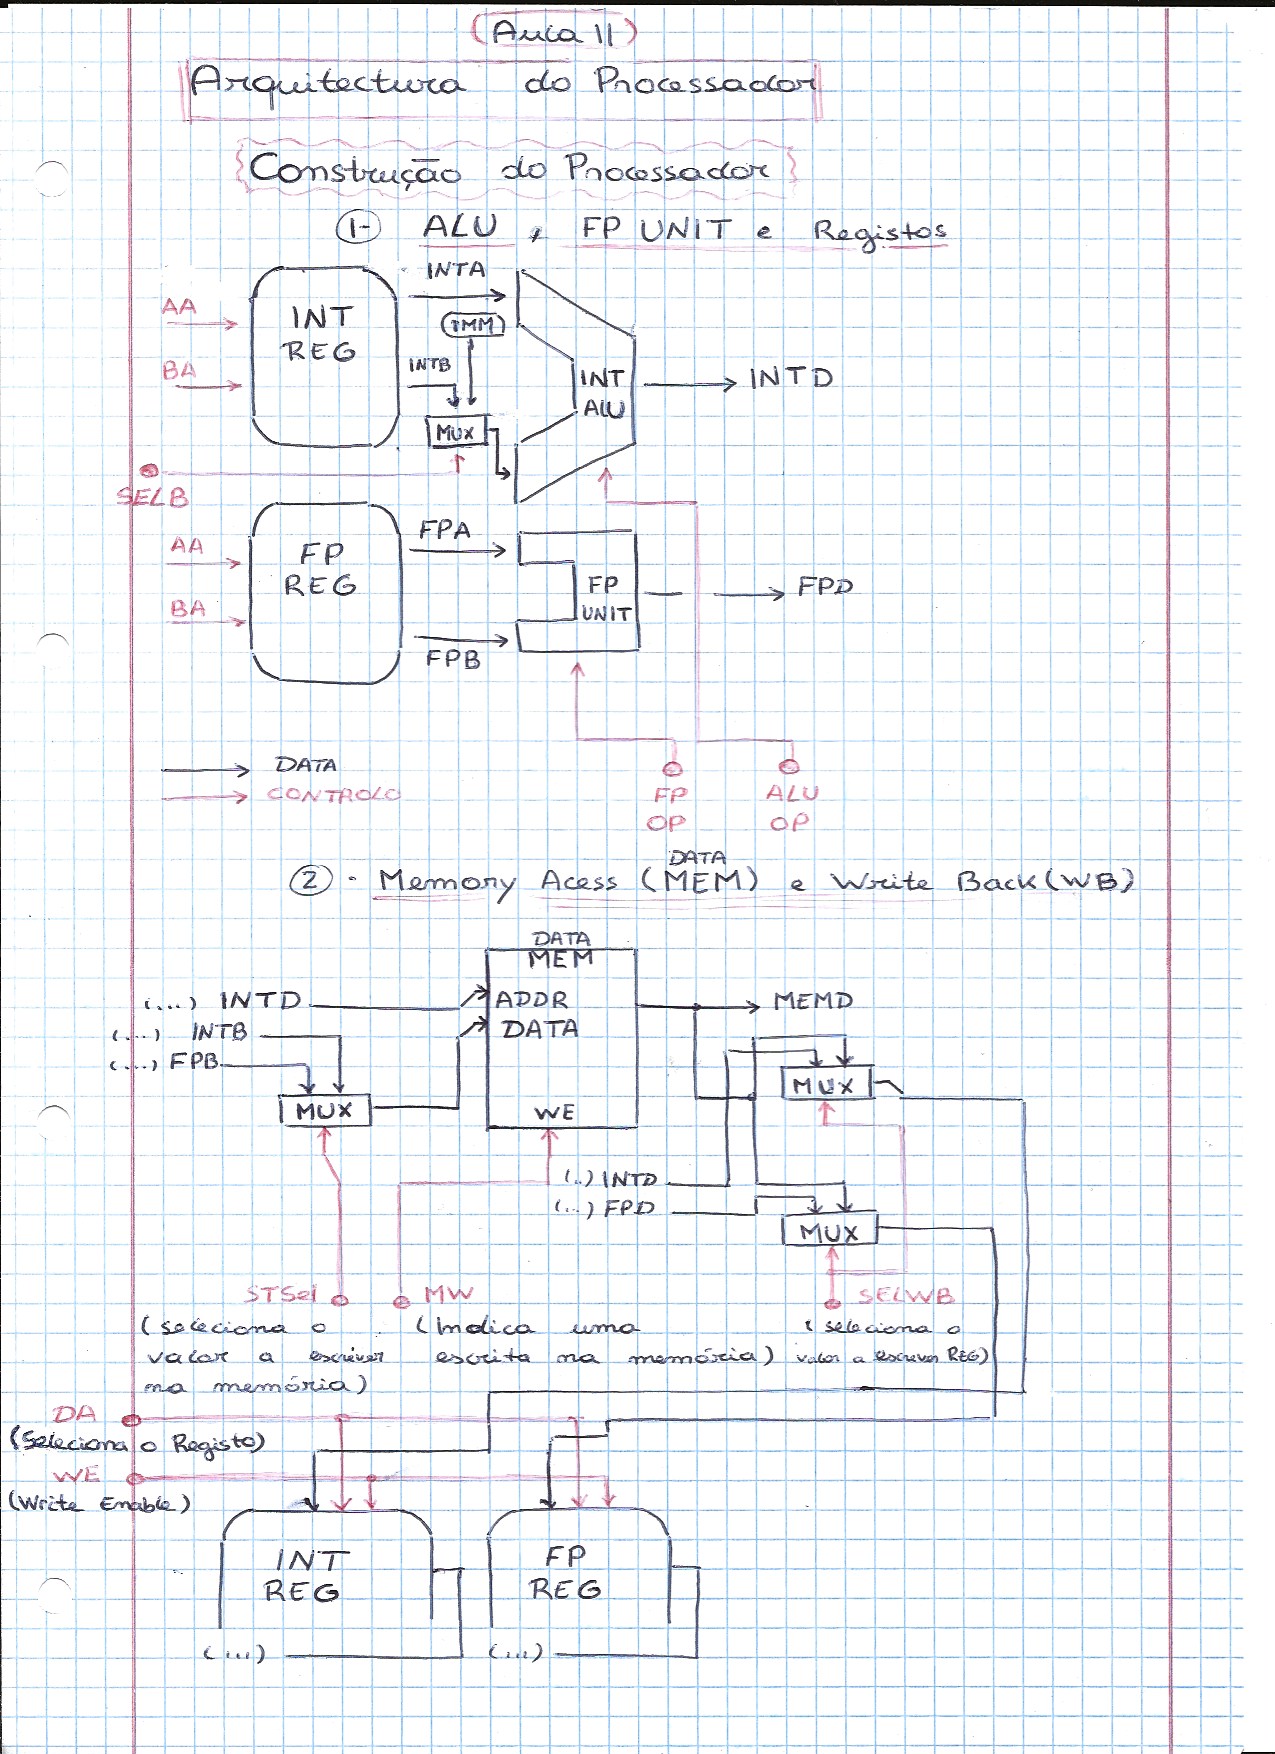 (Aula 11)
Arquitectura do Processador
Construção do Processador
1- ALU, FP UNIT e Registos
INTA
AA
INT
REG
IMM
BA
INTB
INT
ALU
INTD
MUX
SELB
FPA
AA
FP
REG
FP
UNIT
FPD
BA
FPB
DATA
CONTROLO
FP
OP
ALU
OP
DATA
2 · Memory Acess (MEM) e Write Back (WB)
DATA
MEM
(...) INTD
ADDR
MEMD
(...) INTB
DATA
(...) FPB
MUX
MUX
WE
(..) INTD
(...) FPD
MUX
STSel
MW
SELWB
(seleciona o
valor a escrever
na memória)
(Indica uma
escrita na memória)
(seleciona o
valor a escrever REG)
DA
(Seleciona o Registo)
WE
(Write Enable)
INT
REG
FP
REG
(...)
(...)